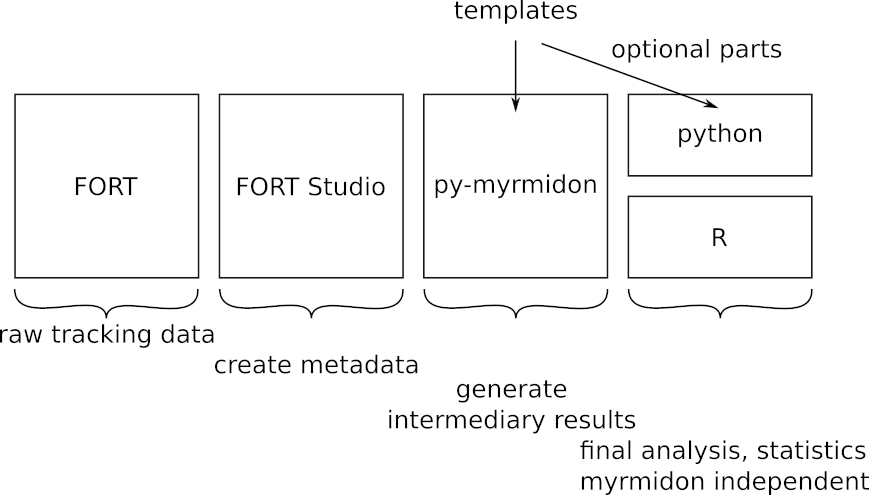 templates
optional parts
FORT
FORT Studio
py-myrmidon
python
R
raw tracking data
create metadata
generate
intermediary results
final analysis, statistics
myrmidon independent